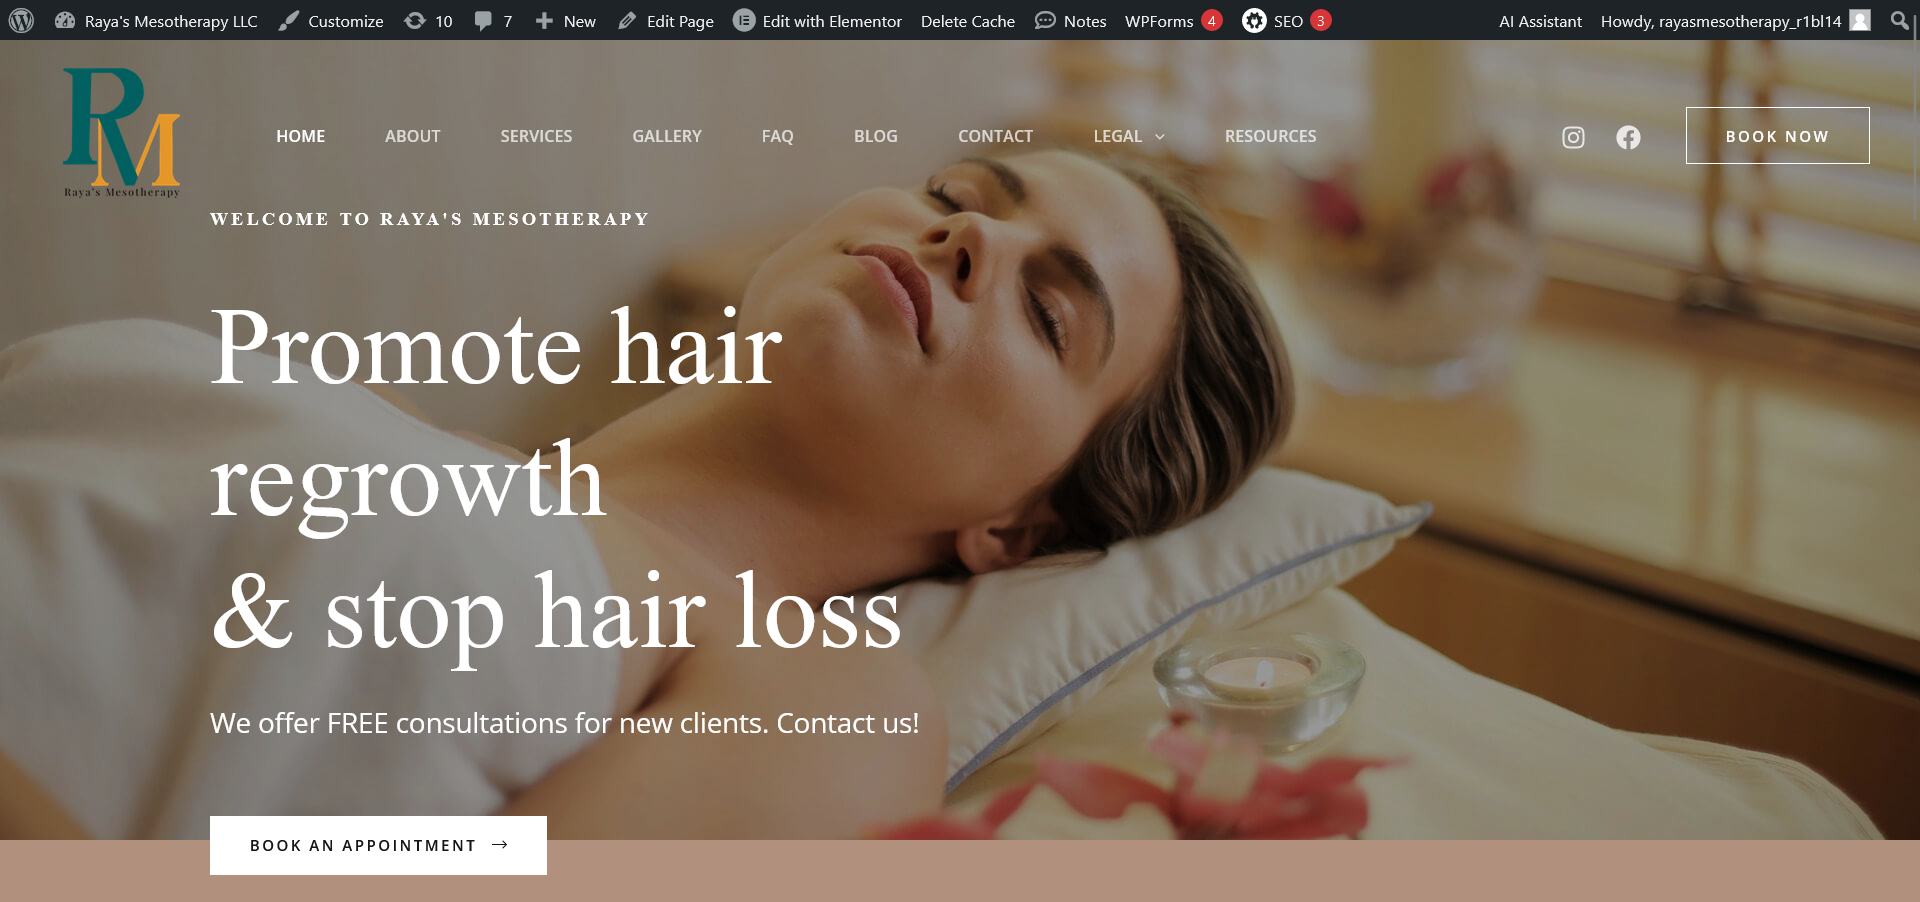 Raya's Mesotherapy LLC Customize 10 7 New Edit Page Edit with Elementor Delete Cache Notes WPForms 4 SEO 3 AI Assistant Howdy, rayasmesotherapy_r1bl14
RM
Raya's Mesotherapy
HOME ABOUT SERVICES GALLERY FAQ BLOG CONTACT LEGAL RESOURCES BOOK NOW
WELCOME TO RAYA'S MESOTHERAPY
Promote hair
regrowth
& stop hair loss
We offer FREE consultations for new clients. Contact us!
BOOK AN APPOINTMENT →